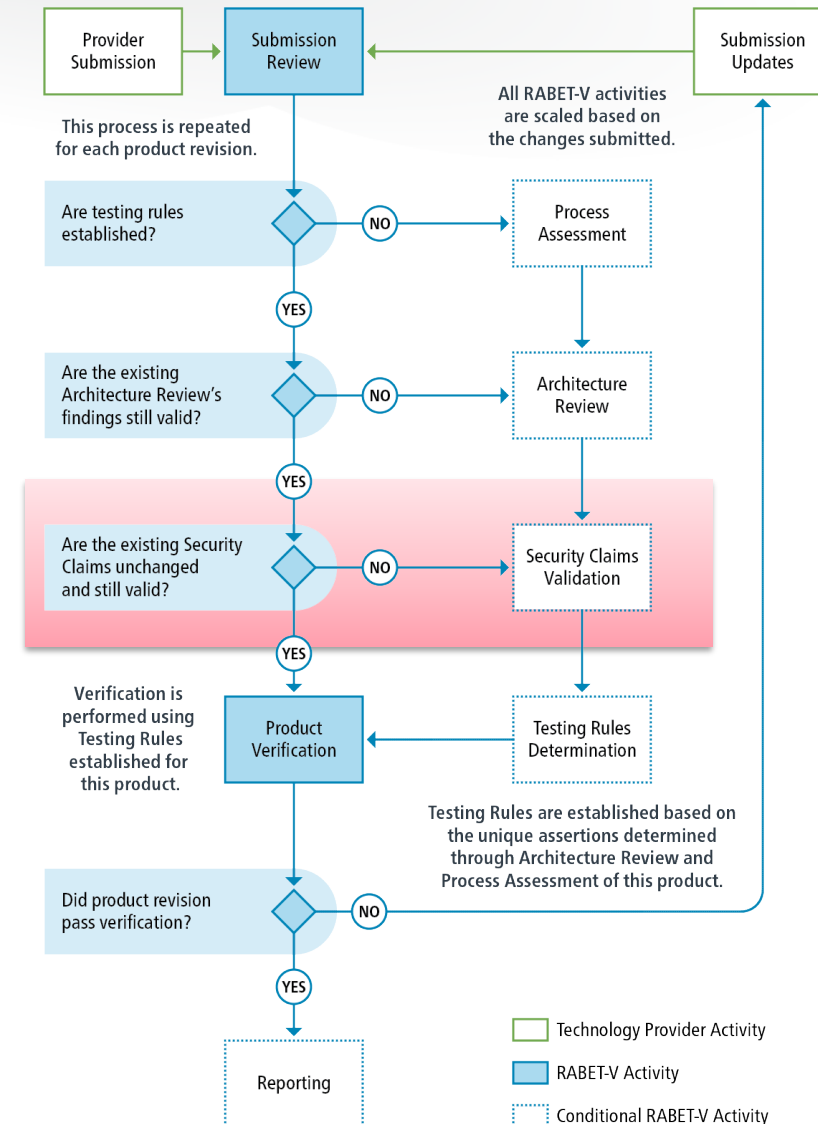 Provider
Submission
Submission
Review
Submission
Updates
This process is repeated
for each product revision.
All RABET-V activities
are scaled based on
the changes submitted.
Are testing rules
established?
NO
Process
Assessment
YES
Are the existing
Architecture Review’s
findings still valid?
NO
Architecture
Review
YES
Are the existing Security
Claims unchanged
and still valid?
NO
Security Claims
Validation
YES
Verification is
performed using
Testing Rules
established for
this product.
Product
Verification
Testing Rules
Determination
Testing Rules are established based on
the unique assertions determined
through Architecture Review and
Process Assessment of this product.
Did product revision
pass verification?
NO
YES
Reporting
Technology Provider Activity
RABET-V Activity
Conditional RABET-V Activity